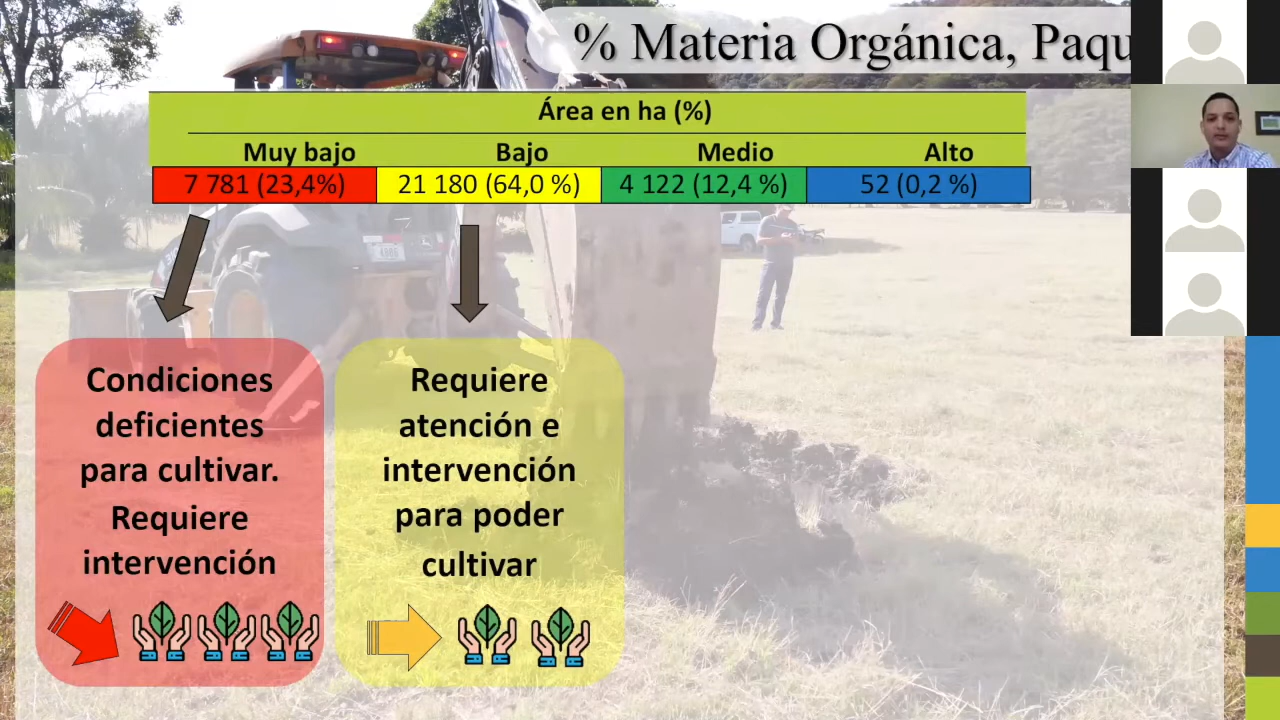 % Materia Orgánica, Paqu
Área en ha (%)
Muy bajo Bajo Medio Alto
7 781 (23,4%) 21 180 (64,0 %) 4 122 (12,4 %) 52 (0,2 %)
Condiciones
deficientes
para cultivar.
Requiere
intervención
Requiere
atención e
intervención
para poder
cultivar